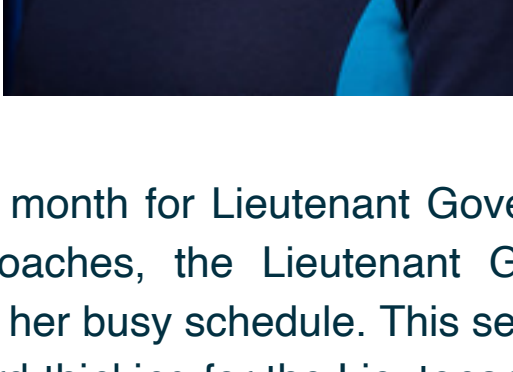 month for Lieutenant Gove
oaches, the Lieutenant G
her busy schedule. This se